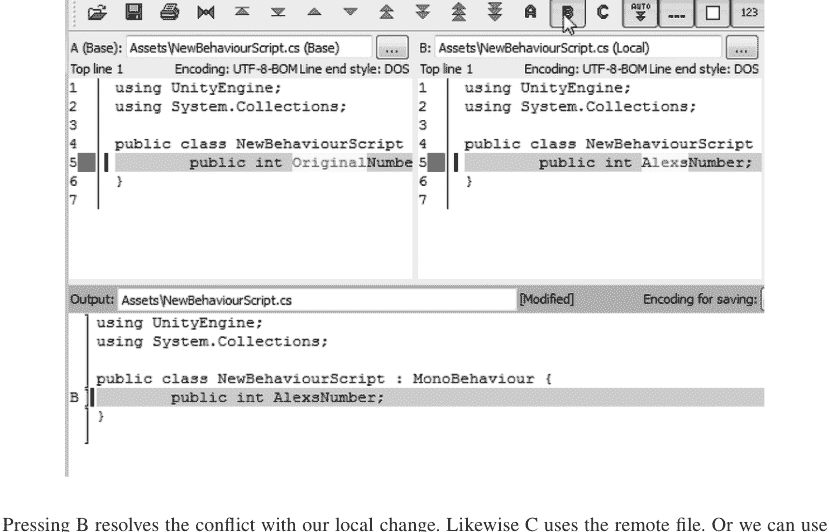 A B C AUTO 123
A (Base): Assets\NewBehaviourScript.cs (Base) ... B: Assets\NewBehaviourScript.cs (Local) ...
Top line 1 Encoding: UTF-8-BOM Line end style: DOS Top line 1 Encoding: UTF-8-BOM Line end style: DOS
1 using UnityEngine;
2 using System.Collections;
3
4 public class NewBehaviourScript
5 public int OriginalNumbe
6 }
7
1 using UnityEngine;
2 using System.Collections;
3
4 public class NewBehaviourScript
5 public int AlexsNumber;
6 }
7
Output: Assets\NewBehaviourScript.cs [Modified] Encoding for saving:
using UnityEngine;
using System.Collections;
public class NewBehaviourScript : MonoBehaviour {
B public int AlexsNumber;
}
Pressing B resolves the conflict with our local change. Likewise C uses the remote file. Or we can use